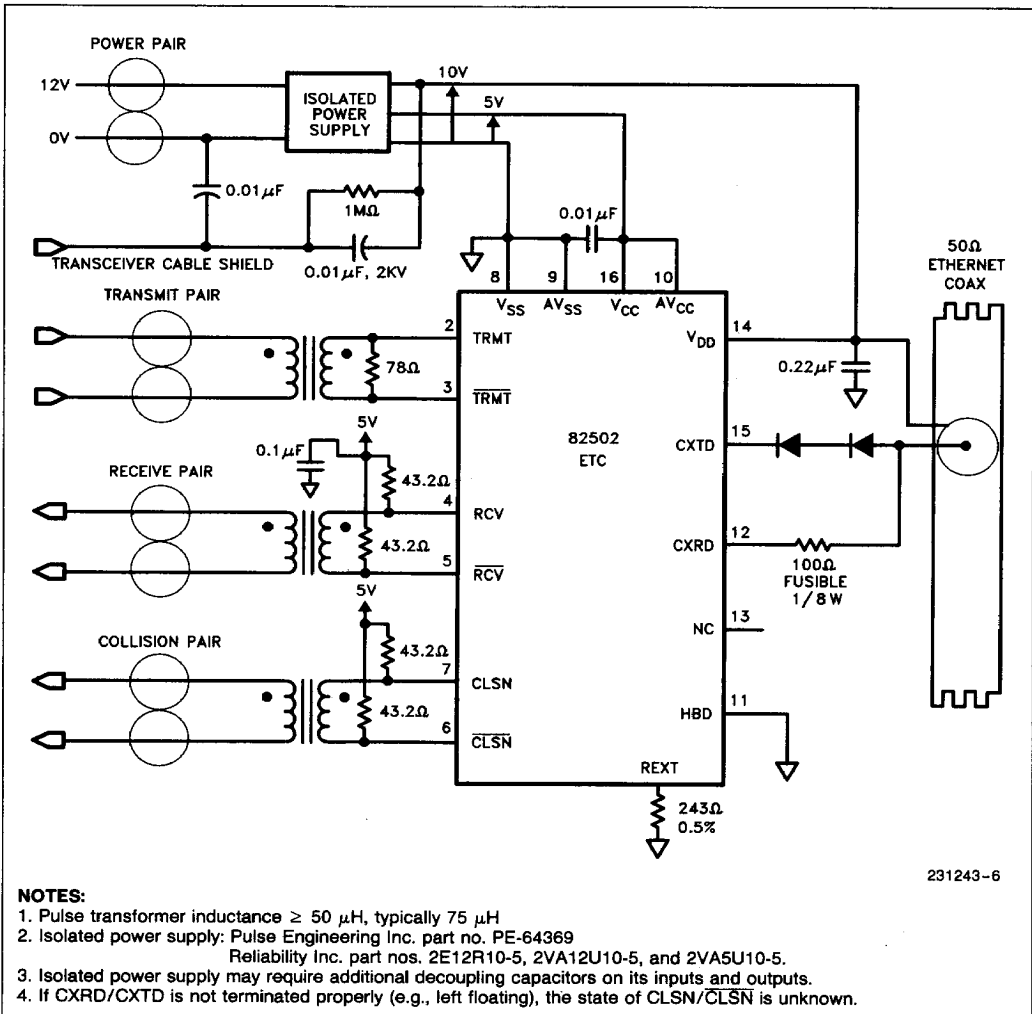 POWER PAIR
12V
0V
ISOLATED
POWER
SUPPLY
10V
5V
0.01μF
1MΩ
0.01μF, 2KV
TRANSCEIVER CABLE SHIELD
0.01μF
8
9
16
10
VSS
AVSS
VCC
AVCC
50Ω
ETHERNET
COAX
TRANSMIT PAIR
2
TRMT
78Ω
3
TRMT
VDD
14
0.22μF
82502
ETC
CXTD
15
5V
0.1μF
43.2Ω
RECEIVE PAIR
4
RCV
43.2Ω
5
RCV
CXRD
12
100Ω
FUSIBLE
1/8W
5V
NC
13
COLLISION PAIR
43.2Ω
7
CLSN
43.2Ω
6
CLSN
HBD
11
REXT
243Ω
0.5%
231243-6
NOTES:
1. Pulse transformer inductance ≥ 50 μH, typically 75 μH
2. Isolated power supply: Pulse Engineering Inc. part no. PE-64369
Reliability Inc. part nos. 2E12R10-5, 2VA12U10-5, and 2VA5U10-5.
3. Isolated power supply may require additional decoupling capacitors on its inputs and outputs.
4. If CXRD/CXTD is not terminated properly (e.g., left floating), the state of CLSN/CLSN is unknown.